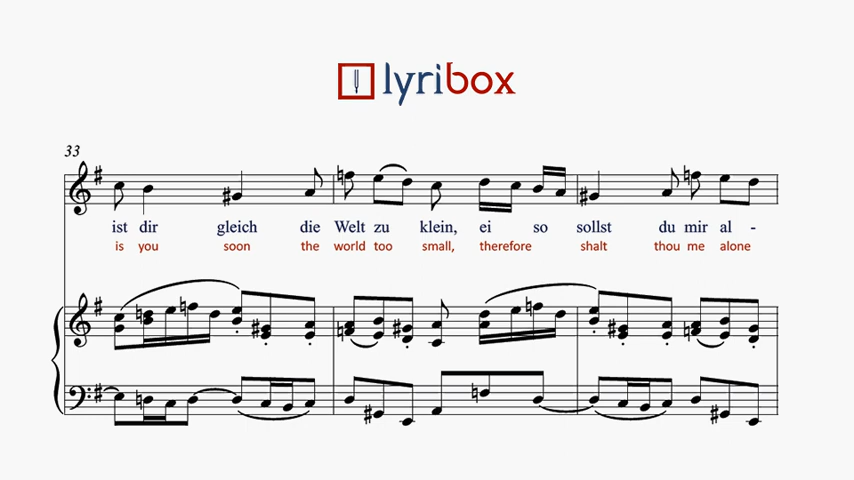 lyribox
33
ist dir gleich die Welt zu klein, ei so sollst du mir al -
is you soon the world too small, therefore shalt thou me alone